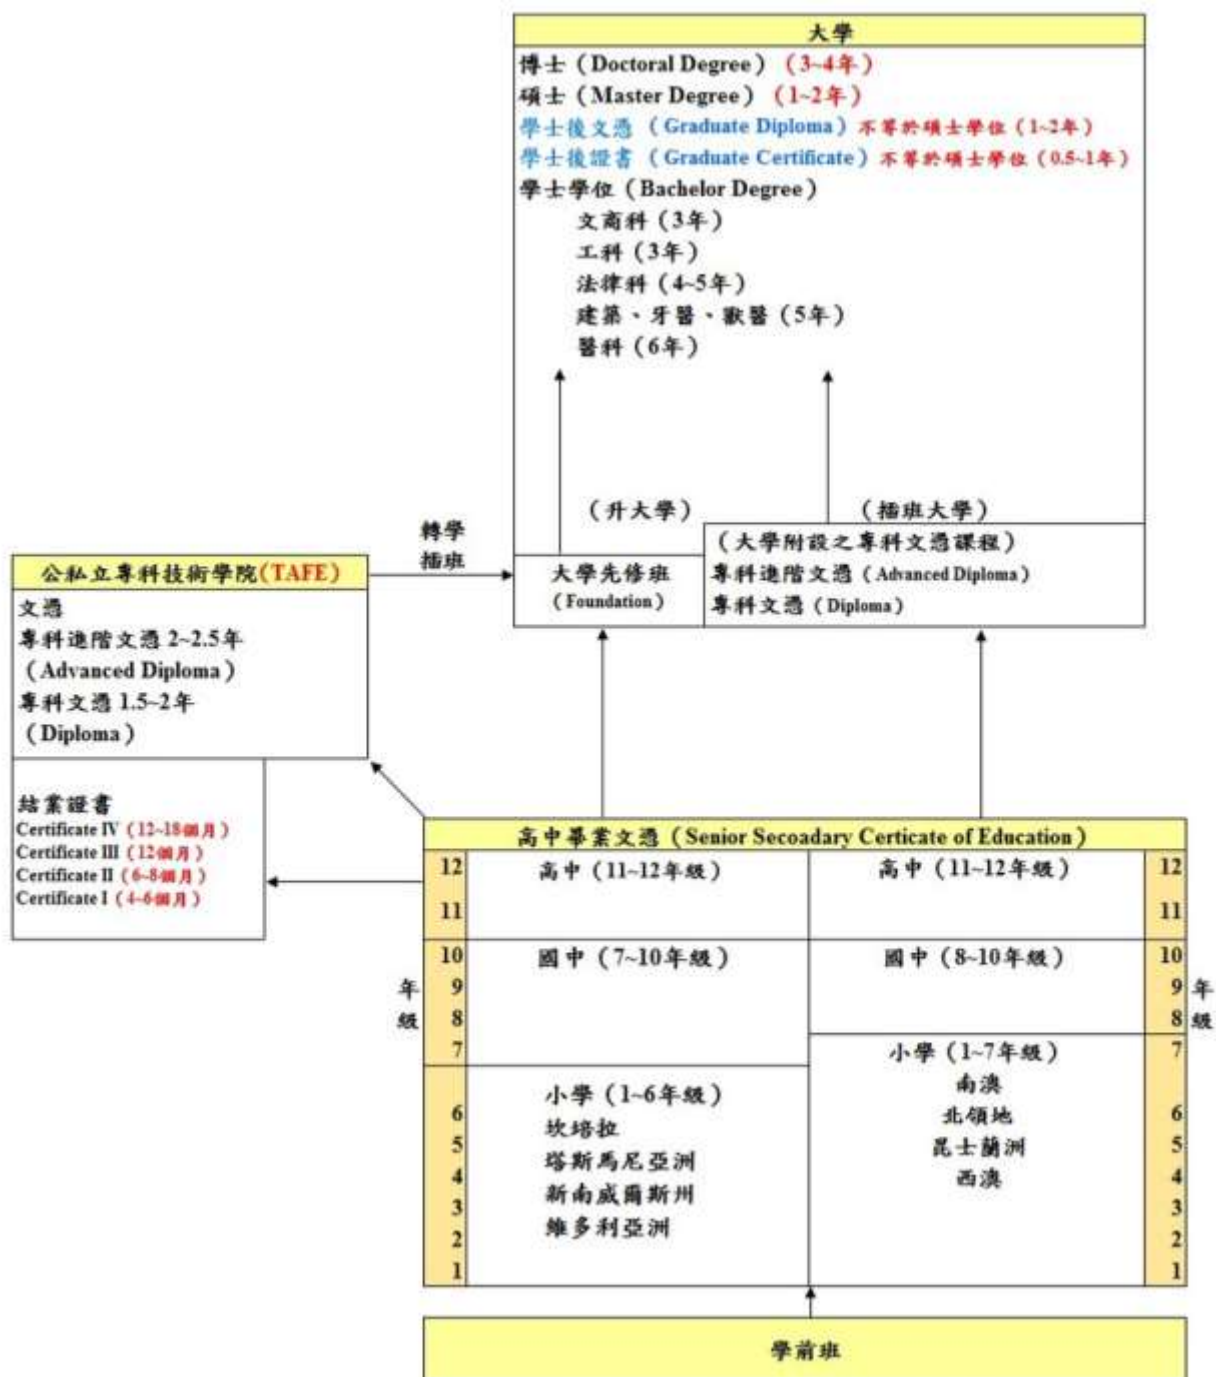 大學
博士（Doctoral Degree）（3~4年）
碩士（Master Degree）（1~2年）
學士後文憑（Graduate Diploma）不等於碩士學位（1~2年）
學士後證書（Graduate Certificate）不等於碩士學位（0.5~1年）
學士學位（Bachelor Degree）
文商科（3年）
工科（3年）
法律科（4~5年）
建築、牙醫、獸醫（5年）
醫科（6年）
（升大學）
（插班大學）
轉學
插班
大學先修班
（Foundation）
（大學附設之專科文憑課程）
專科進階文憑（Advanced Diploma）
專科文憑（Diploma）
公私立專科技術學院(TAFE)
文憑
專科進階文憑 2~2.5年
（Advanced Diploma）
專科文憑 1.5~2年
（Diploma）
結業證書
Certificate IV（12~18個月）
Certificate III（12個月）
Certificate II（6~8個月）
Certificate I（4~6個月）
高中畢業文憑（Senior Secoadary Certicate of Education）
年
級
12
11
10
9
8
7
6
5
4
3
2
1
高中（11~12年級）
國中（7~10年級）
小學（1~6年級）
坎培拉
塔斯馬尼亞洲
新南威爾斯州
維多利亞洲
高中（11~12年級）
國中（8~10年級）
小學（1~7年級）
南澳
北領地
昆士蘭洲
西澳
12
11
10
9
8
7
6
5
4
3
2
1
年
級
學前班